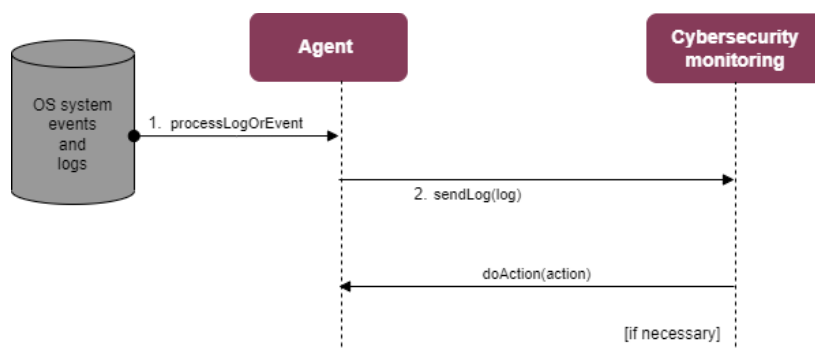 Agent
Cybersecurity
monitoring
OS system
events
and
logs
1. processLogOrEvent
2. sendLog(log)
doAction(action)
[if necessary]